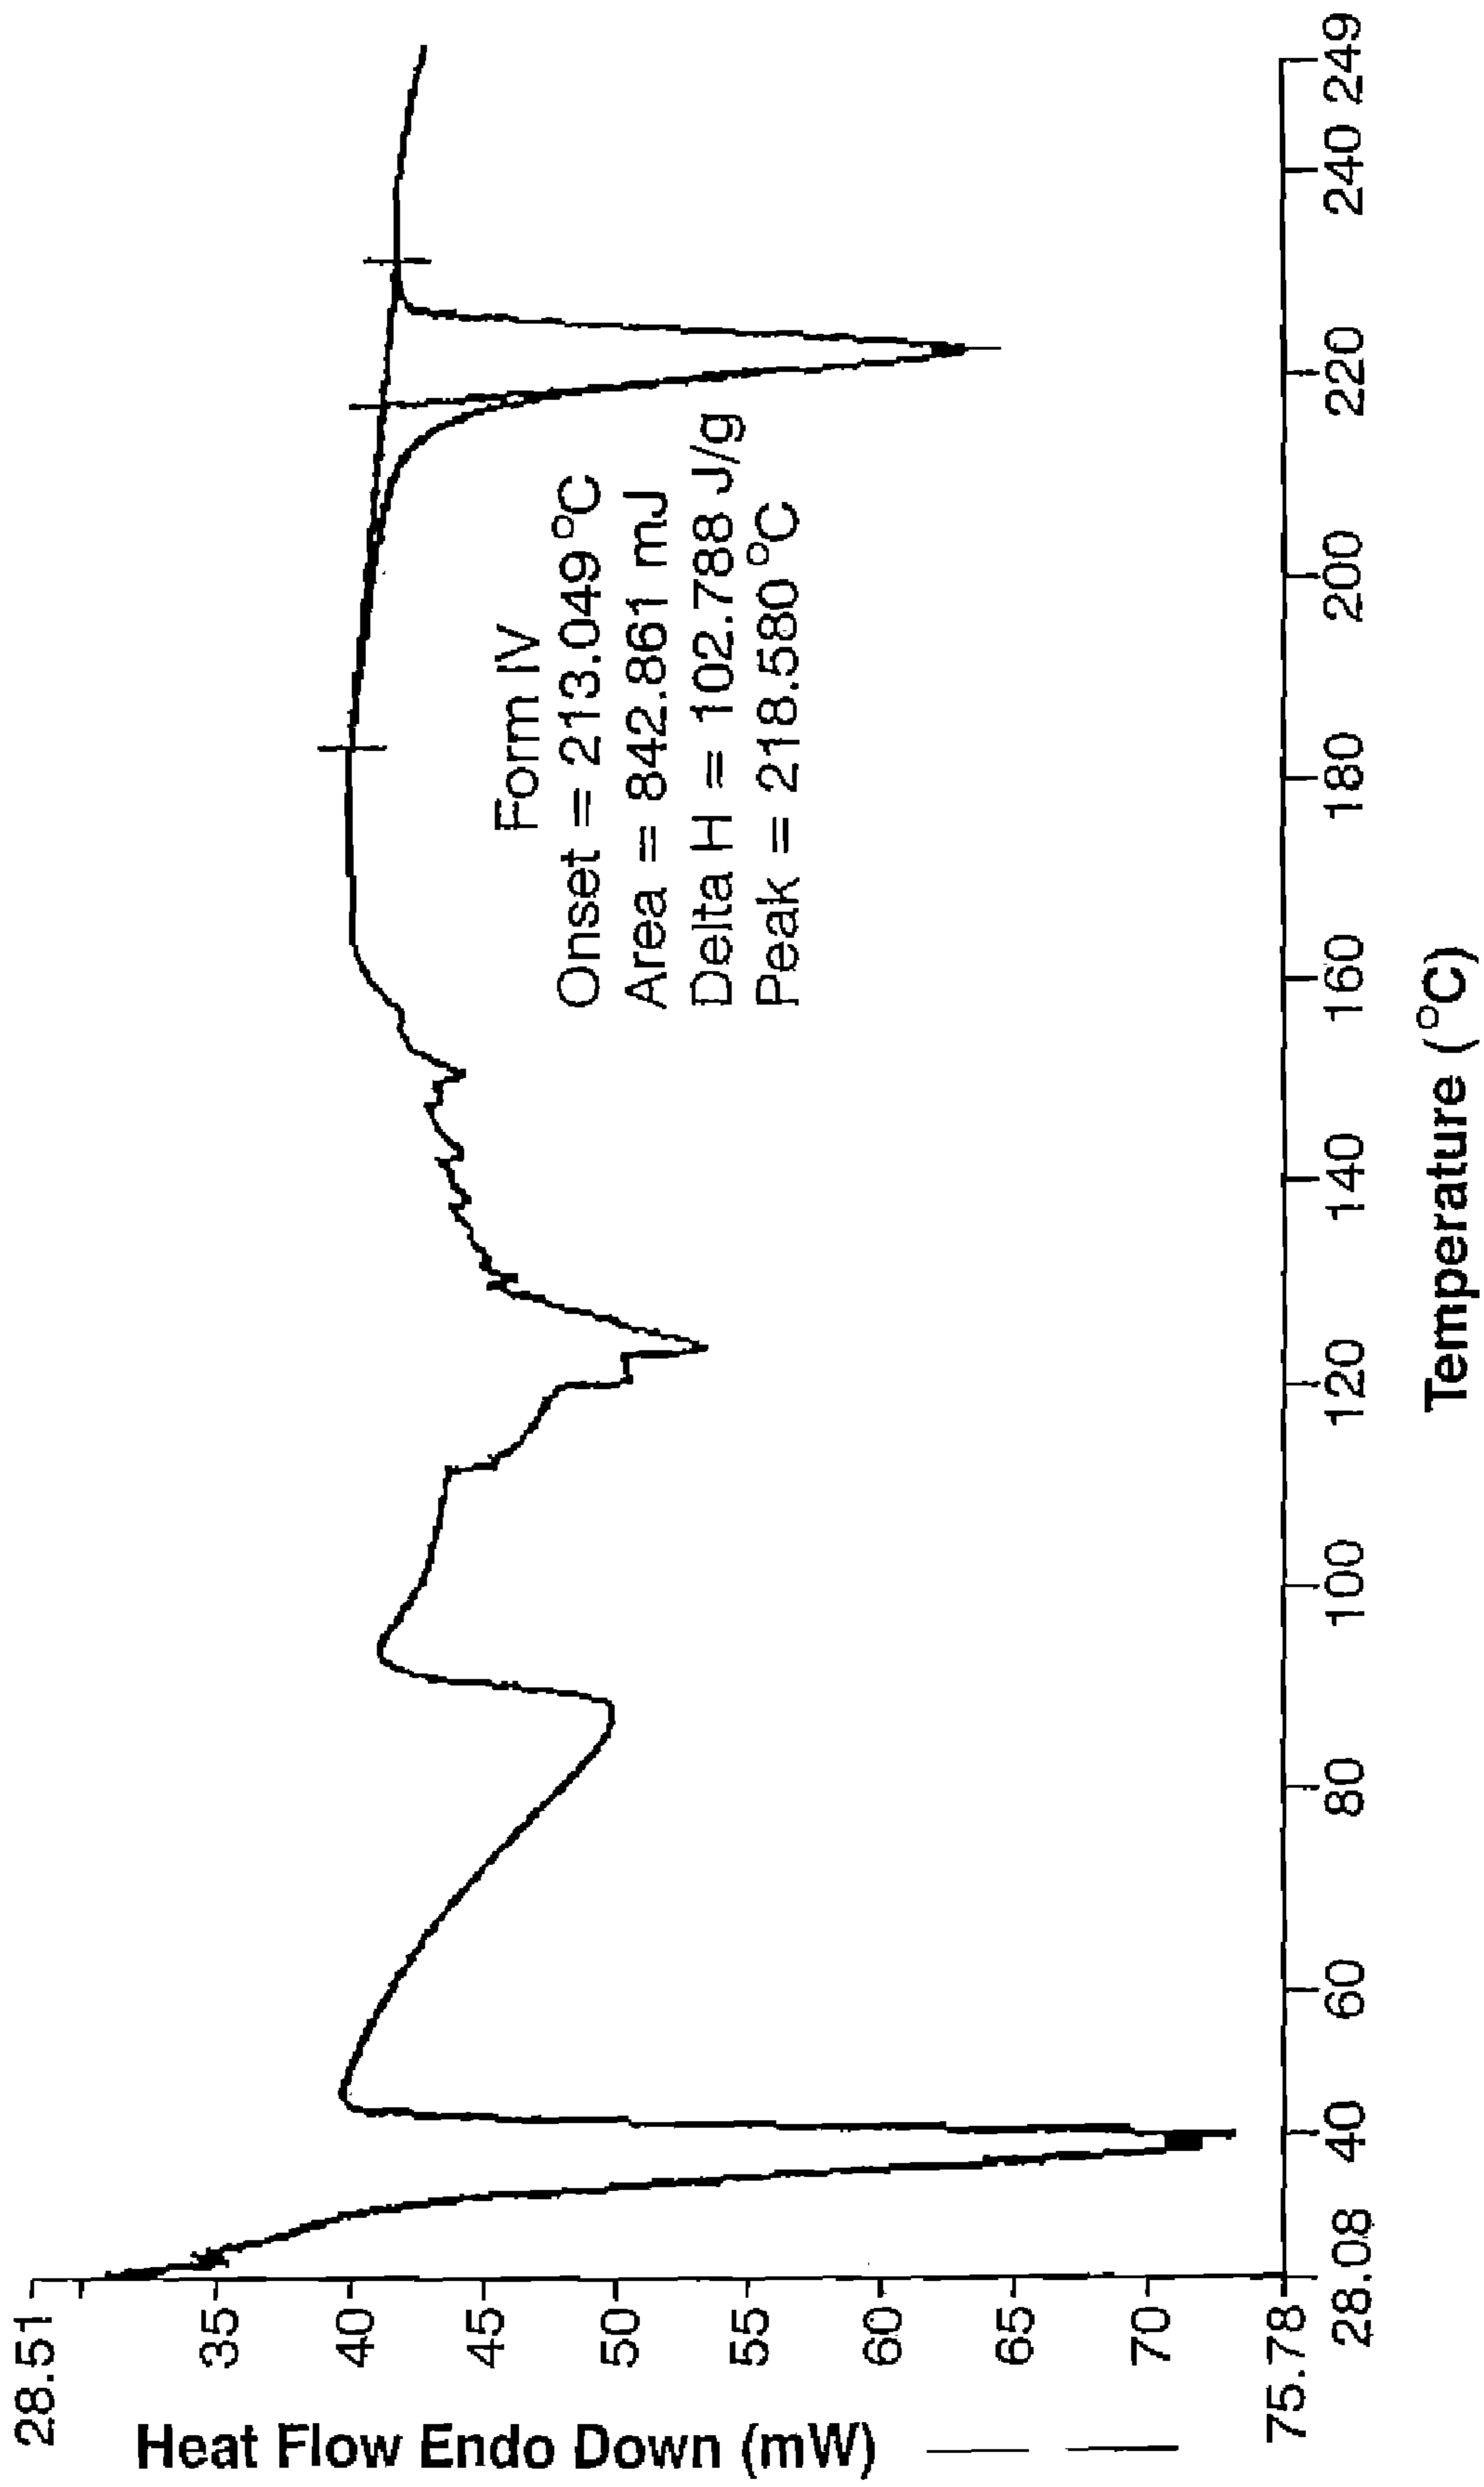 28.51
35
40
45
50
55
60
65
70
75.78
Heat Flow Endo Down (mW)
Form IV
Onset = 213.049°C
Area = 842.861 mJ
Delta H = 102.788 J/g
Peak = 218.580°C
28.08 40 60 80 100 120 140 160 180 200 220 240 249
Temperature (°C)